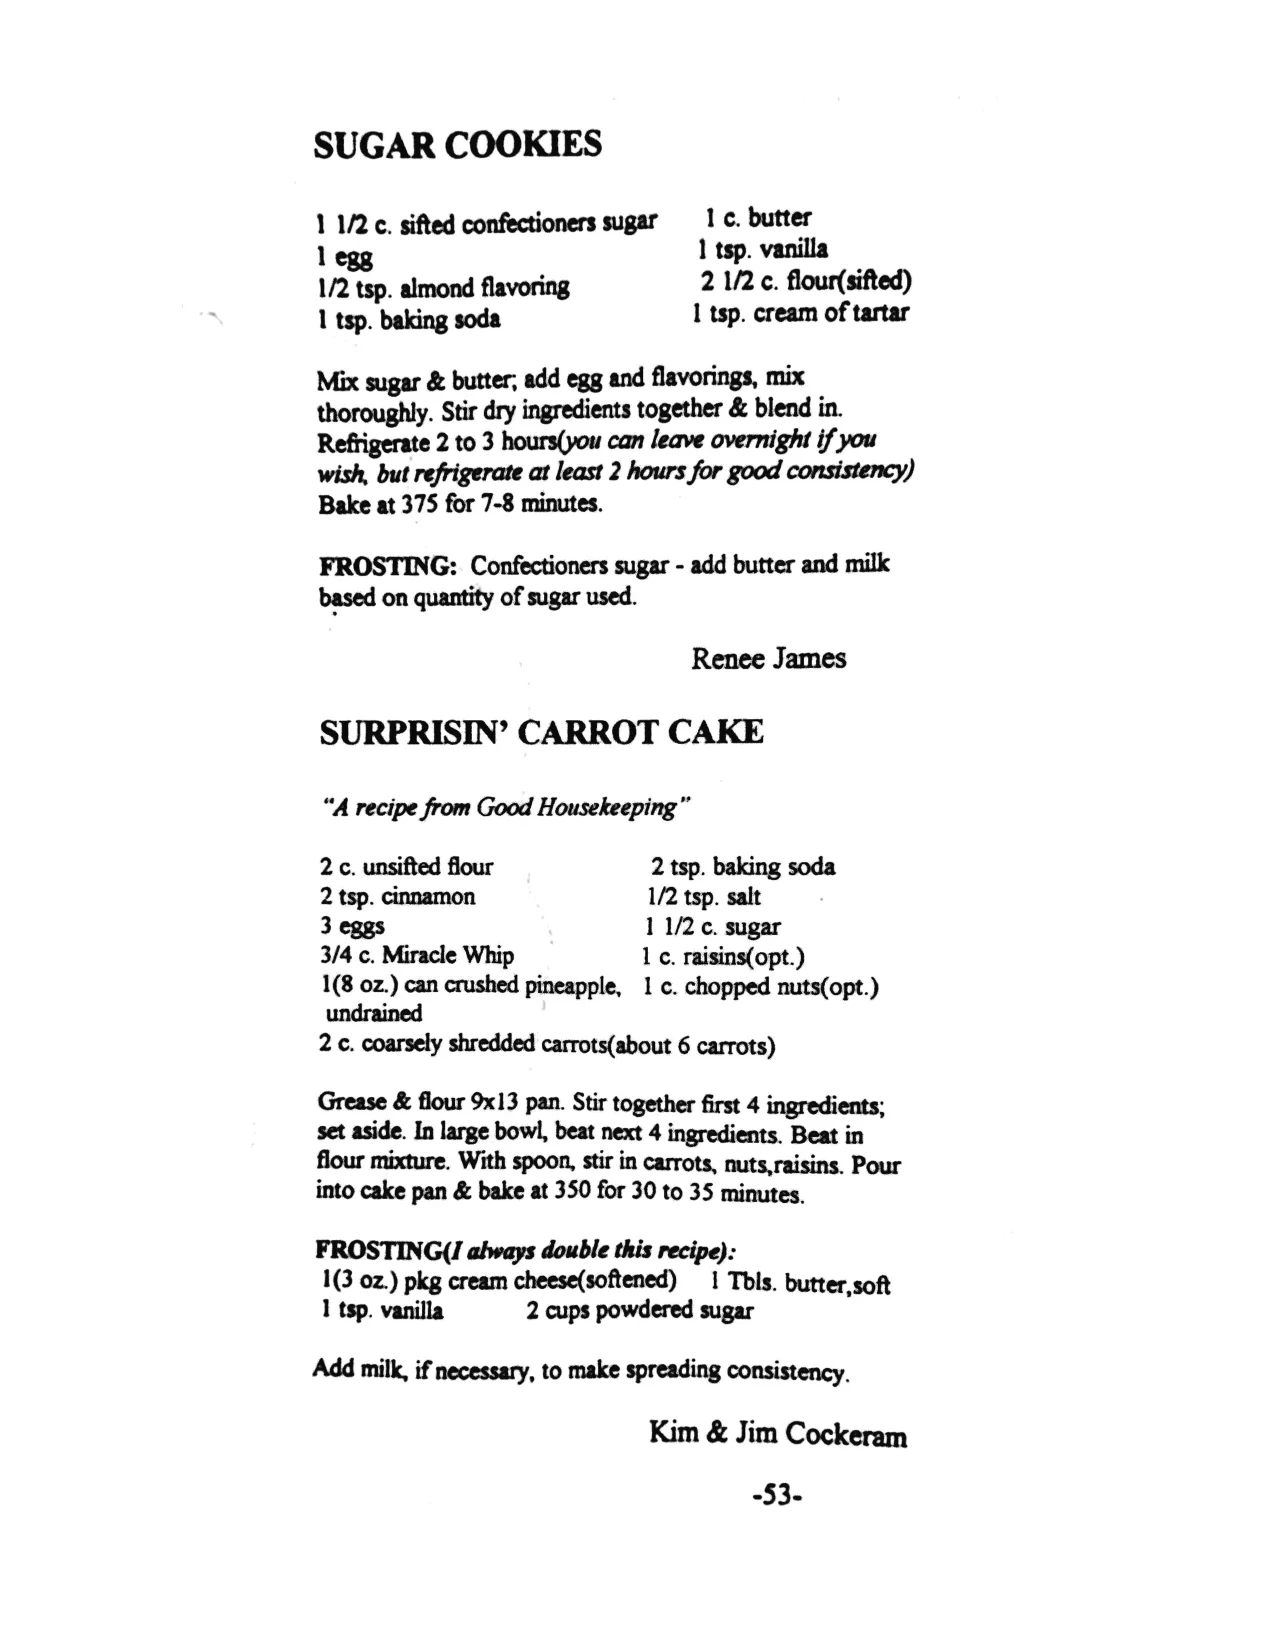 SUGAR COOKIES
1 1/2 c. sifted confectioners sugar 1 c. butter
1 egg 1 tsp. vanilla
1/2 tsp. almond flavoring 2 1/2 c. flour(sifted)
1 tsp. baking soda 1 tsp. cream of tartar
Mix sugar & butter; add egg and flavorings, mix
thoroughly. Stir dry ingredients together & blend in.
Refrigerate 2 to 3 hours(you can leave overnight if you
wish, but refrigerate at least 2 hours for good consistency)
Bake at 375 for 7-8 minutes.
FROSTING: Confectioners sugar - add butter and milk
based on quantity of sugar used.
Renee James
SURPRISIN' CARROT CAKE
"A recipe from Good Housekeeping"
2 c. unsifted flour 2 tsp. baking soda
2 tsp. cinnamon 1/2 tsp. salt
3 eggs 1 1/2 c. sugar
3/4 c. Miracle Whip 1 c. raisins(opt.)
1(8 oz.) can crushed pineapple, 1 c. chopped nuts(opt.)
undrained
2 c. coarsely shredded carrots(about 6 carrots)
Grease & flour 9x13 pan. Stir together first 4 ingredients;
set aside. In large bowl, beat next 4 ingredients. Beat in
flour mixture. With spoon, stir in carrots, nuts,raisins. Pour
into cake pan & bake at 350 for 30 to 35 minutes.
FROSTING(I always double this recipe):
1(3 oz.) pkg cream cheese(softened) 1 Tbls. butter,soft
1 tsp. vanilla 2 cups powdered sugar
Add milk, if necessary, to make spreading consistency.
Kim & Jim Cockeram
-53-